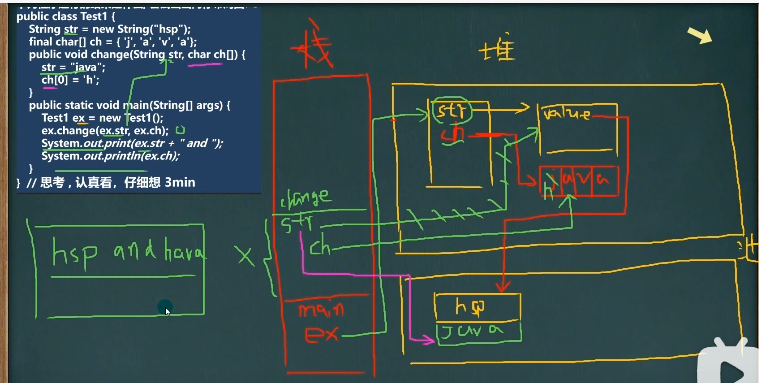 public class Test1 {
String str = new String("hsp");
final char[] ch = { 'j', 'a', 'v', 'a'};
public void change(String str, char ch[]) {
str = "java";
ch[0] = 'h';
}
public static void main(String[] args) {
Test1 ex = new Test1();
ex.change(ex.str, ex.ch);
System.out.print(ex.str + " and ");
System.out.println(ex.ch);
}
} // 思考，认真看，仔细想 3min
栈
堆
str
ch
value
h a v a
change
str
ch
main
ex
hsp
java
hsp and hava